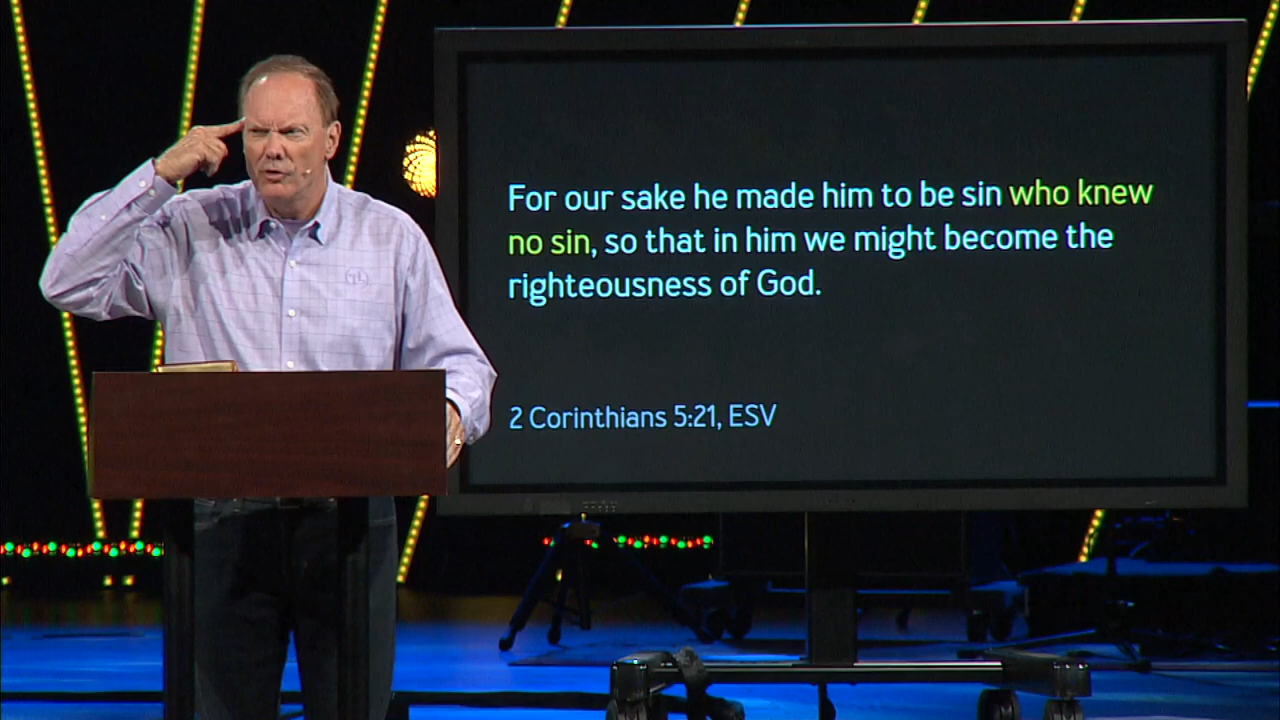 For our sake he made him to be sin who knew
no sin, so that in him we might become the
righteousness of God.
2 Corinthians 5:21, ESV